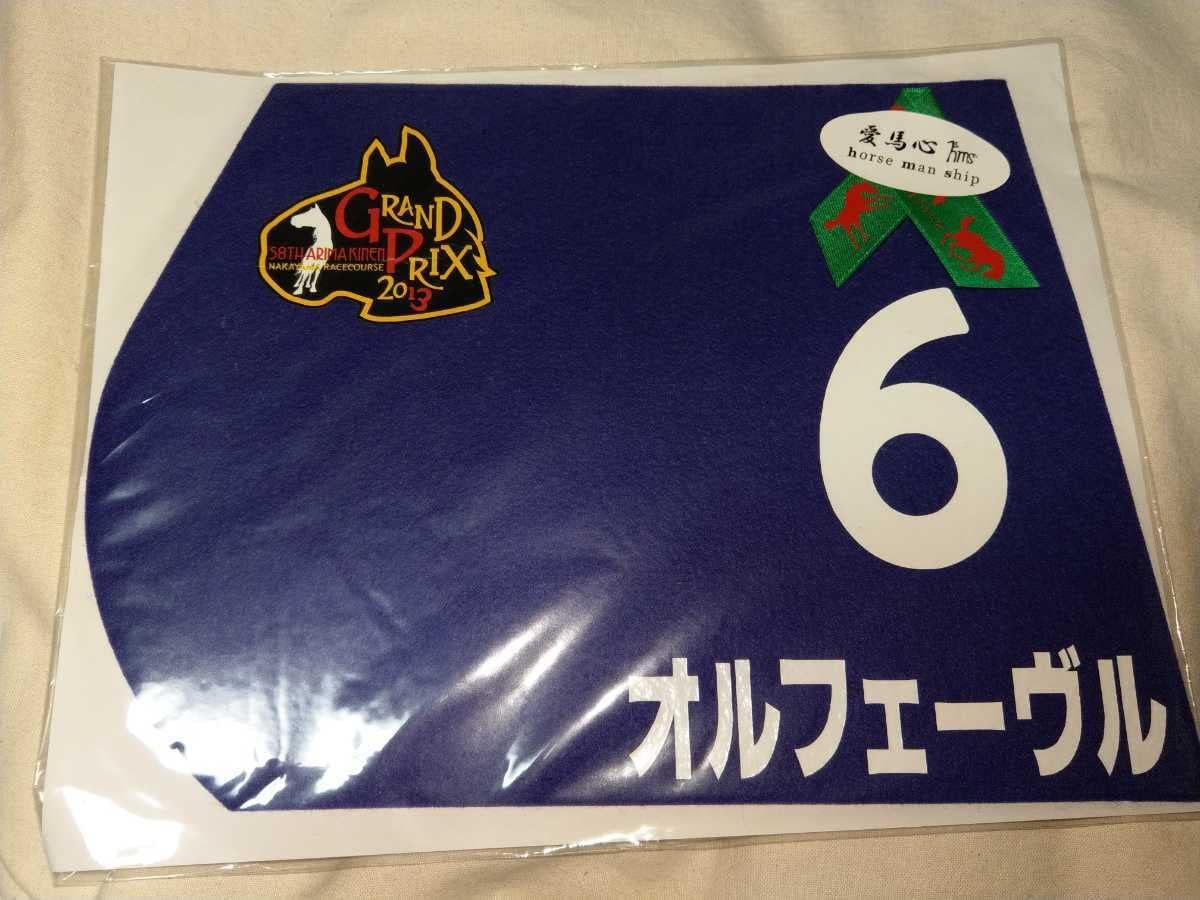 GRAND
PRIX
58TH ARIMA KINEN
NAKAYAMA RACECOURSE
2013
愛馬心 hms
horse man ship
6
オルフェーヴル